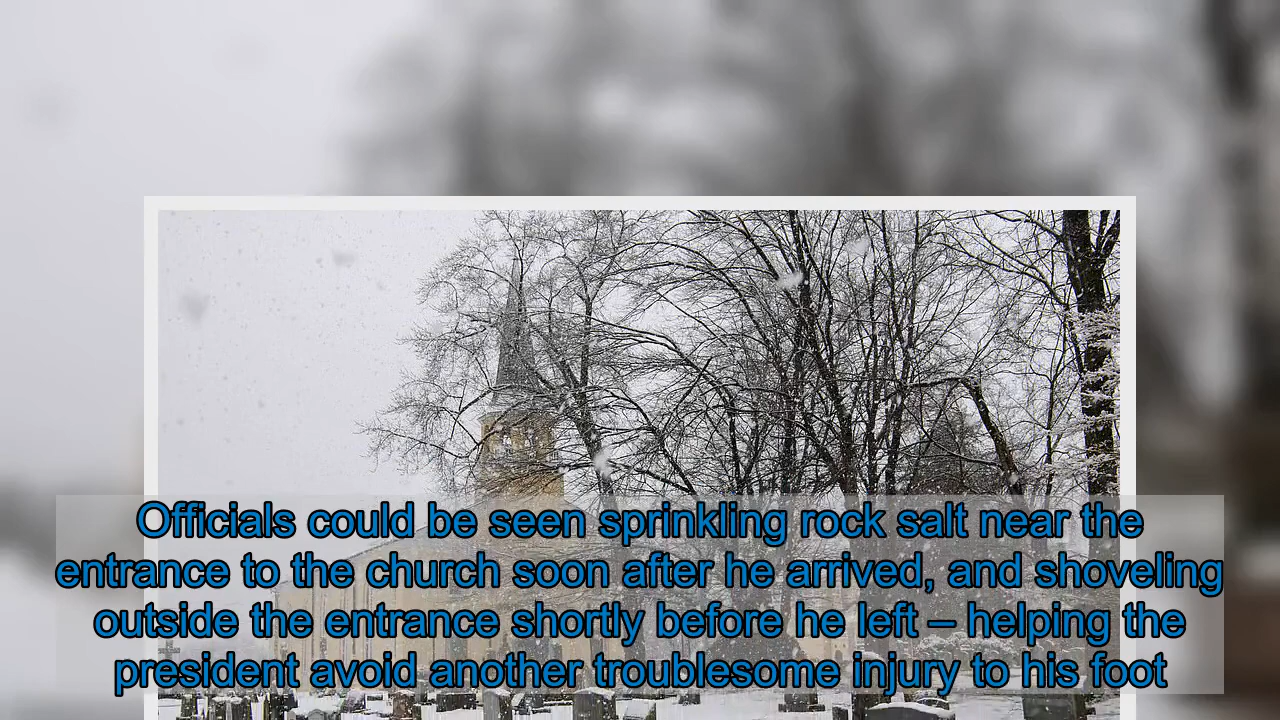 Officials could be seen sprinkling rock salt near the
entrance to the church soon after he arrived, and shoveling
outside the entrance shortly before he left – helping the
president avoid another troublesome injury to his foot